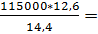 115000*12,6
14,4 =